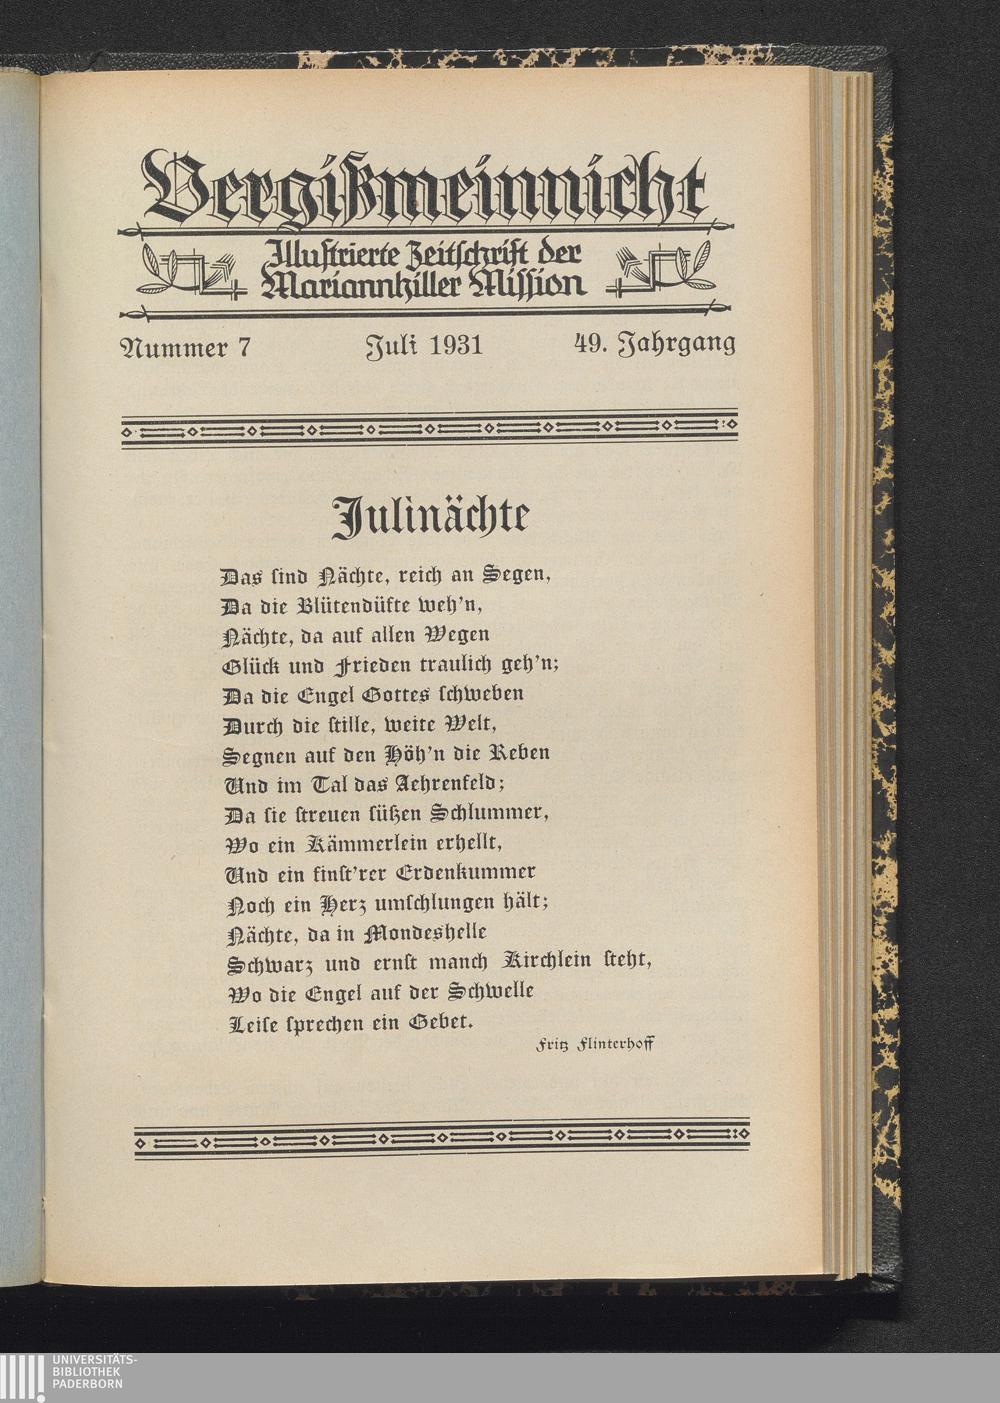 Vergißmeinnicht
Illustrierte Zeitschrift der
Mariannhiller Mission
Nummer 7 Juli 1931 49. Jahrgang
Julinächte
Das sind Nächte, reich an Segen,
Da die Blütendüfte weh'n,
Nächte, da auf allen Wegen
Glück und Frieden traulich geh'n;
Da die Engel Gottes schweben
Durch die stille, weite Welt,
Segnen auf den Höh'n die Reben
Und im Tal das Aehrenfeld;
Da sie streuen süßen Schlummer,
Wo ein Kämmerlein erhellt,
Und ein finst'rer Erdenkummer
Noch ein Herz umschlungen hält;
Nächte, da in Mondeshelle
Schwarz und ernst manch Kirchlein steht,
Wo die Engel auf der Schwelle
Leise sprechen ein Gebet.
Fritz Flinterhoff
UNIVERSITÄTS-
BIBLIOTHEK
PADERBORN